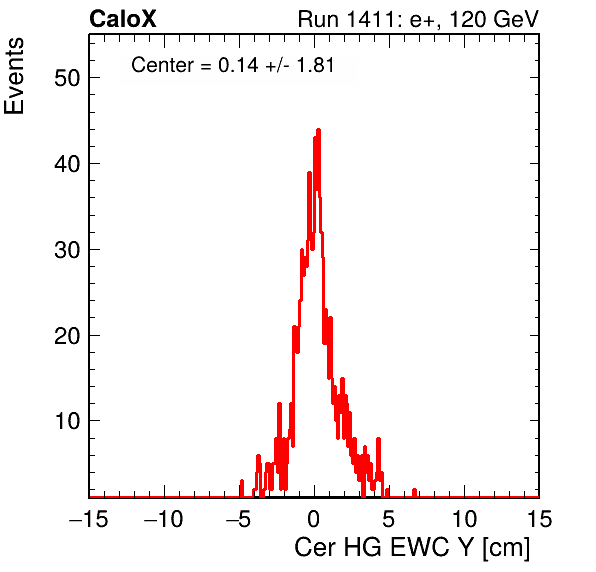 CaloX Run 1411: e+, 120 GeV
Events
Center = 0.14 +/- 1.81
50
40
30
20
10
−15 −10 −5 0 5 10 15
Cer HG EWC Y [cm]